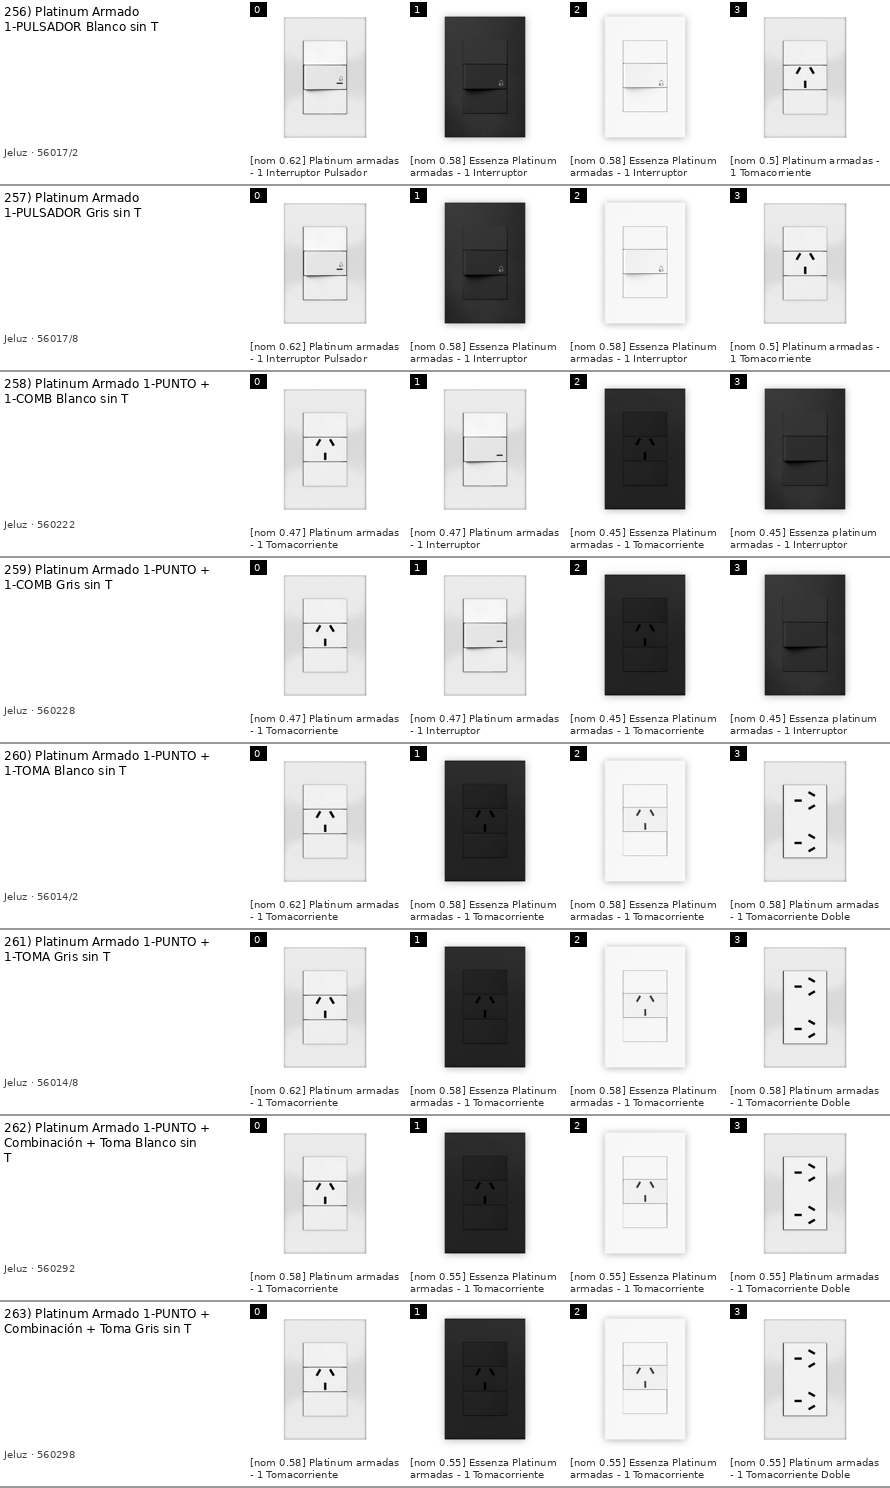 256) Platinum Armado
1-PULSADOR Blanco sin T
Jeluz · 56017/2
0
1
2
3
[nom 0.62] Platinum armadas
- 1 Interruptor Pulsador
[nom 0.58] Essenza Platinum
armadas - 1 Interruptor
[nom 0.58] Essenza Platinum
armadas - 1 Interruptor
[nom 0.5] Platinum armadas -
1 Tomacorriente
257) Platinum Armado
1-PULSADOR Gris sin T
Jeluz · 56017/8
0
1
2
3
[nom 0.62] Platinum armadas
- 1 Interruptor Pulsador
[nom 0.58] Essenza Platinum
armadas - 1 Interruptor
[nom 0.58] Essenza Platinum
armadas - 1 Interruptor
[nom 0.5] Platinum armadas -
1 Tomacorriente
258) Platinum Armado 1-PUNTO +
1-COMB Blanco sin T
Jeluz · 560222
0
1
2
3
[nom 0.47] Platinum armadas
- 1 Tomacorriente
[nom 0.47] Platinum armadas
- 1 Interruptor
[nom 0.45] Essenza Platinum
armadas - 1 Tomacorriente
[nom 0.45] Essenza platinum
armadas - 1 Interruptor
259) Platinum Armado 1-PUNTO +
1-COMB Gris sin T
Jeluz · 560228
0
1
2
3
[nom 0.47] Platinum armadas
- 1 Tomacorriente
[nom 0.47] Platinum armadas
- 1 Interruptor
[nom 0.45] Essenza Platinum
armadas - 1 Tomacorriente
[nom 0.45] Essenza platinum
armadas - 1 Interruptor
260) Platinum Armado 1-PUNTO +
1-TOMA Blanco sin T
Jeluz · 56014/2
0
1
2
3
[nom 0.62] Platinum armadas
- 1 Tomacorriente
[nom 0.58] Essenza Platinum
armadas - 1 Tomacorriente
[nom 0.58] Essenza Platinum
armadas - 1 Tomacorriente
[nom 0.58] Platinum armadas
- 1 Tomacorriente Doble
261) Platinum Armado 1-PUNTO +
1-TOMA Gris sin T
Jeluz · 56014/8
0
1
2
3
[nom 0.62] Platinum armadas
- 1 Tomacorriente
[nom 0.58] Essenza Platinum
armadas - 1 Tomacorriente
[nom 0.58] Essenza Platinum
armadas - 1 Tomacorriente
[nom 0.58] Platinum armadas
- 1 Tomacorriente Doble
262) Platinum Armado 1-PUNTO +
Combinación + Toma Blanco sin
T
Jeluz · 560292
0
1
2
3
[nom 0.58] Platinum armadas
- 1 Tomacorriente
[nom 0.55] Essenza Platinum
armadas - 1 Tomacorriente
[nom 0.55] Essenza Platinum
armadas - 1 Tomacorriente
[nom 0.55] Platinum armadas
- 1 Tomacorriente Doble
263) Platinum Armado 1-PUNTO +
Combinación + Toma Gris sin T
Jeluz · 560298
0
1
2
3
[nom 0.58] Platinum armadas
- 1 Tomacorriente
[nom 0.55] Essenza Platinum
armadas - 1 Tomacorriente
[nom 0.55] Essenza Platinum
armadas - 1 Tomacorriente
[nom 0.55] Platinum armadas
- 1 Tomacorriente Doble